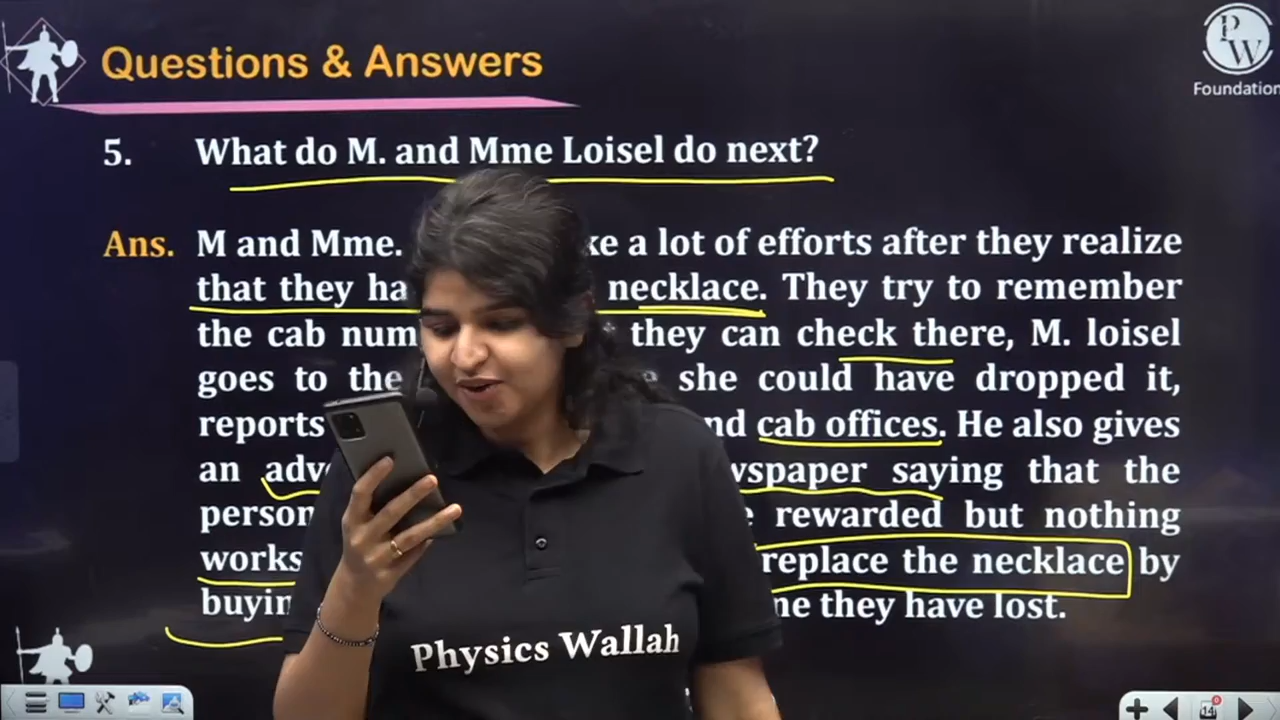 Questions & Answers
PW
Foundation
5. What do M. and Mme Loisel do next?
Ans. M and Mme. ke a lot of efforts after they realize
that they ha necklace. They try to remember
the cab num they can check there, M. loisel
goes to the she could have dropped it,
reports nd cab offices. He also gives
an adve wspaper saying that the
person e rewarded but nothing
works replace the necklace by
buyin ne they have lost.
Physics Wallah